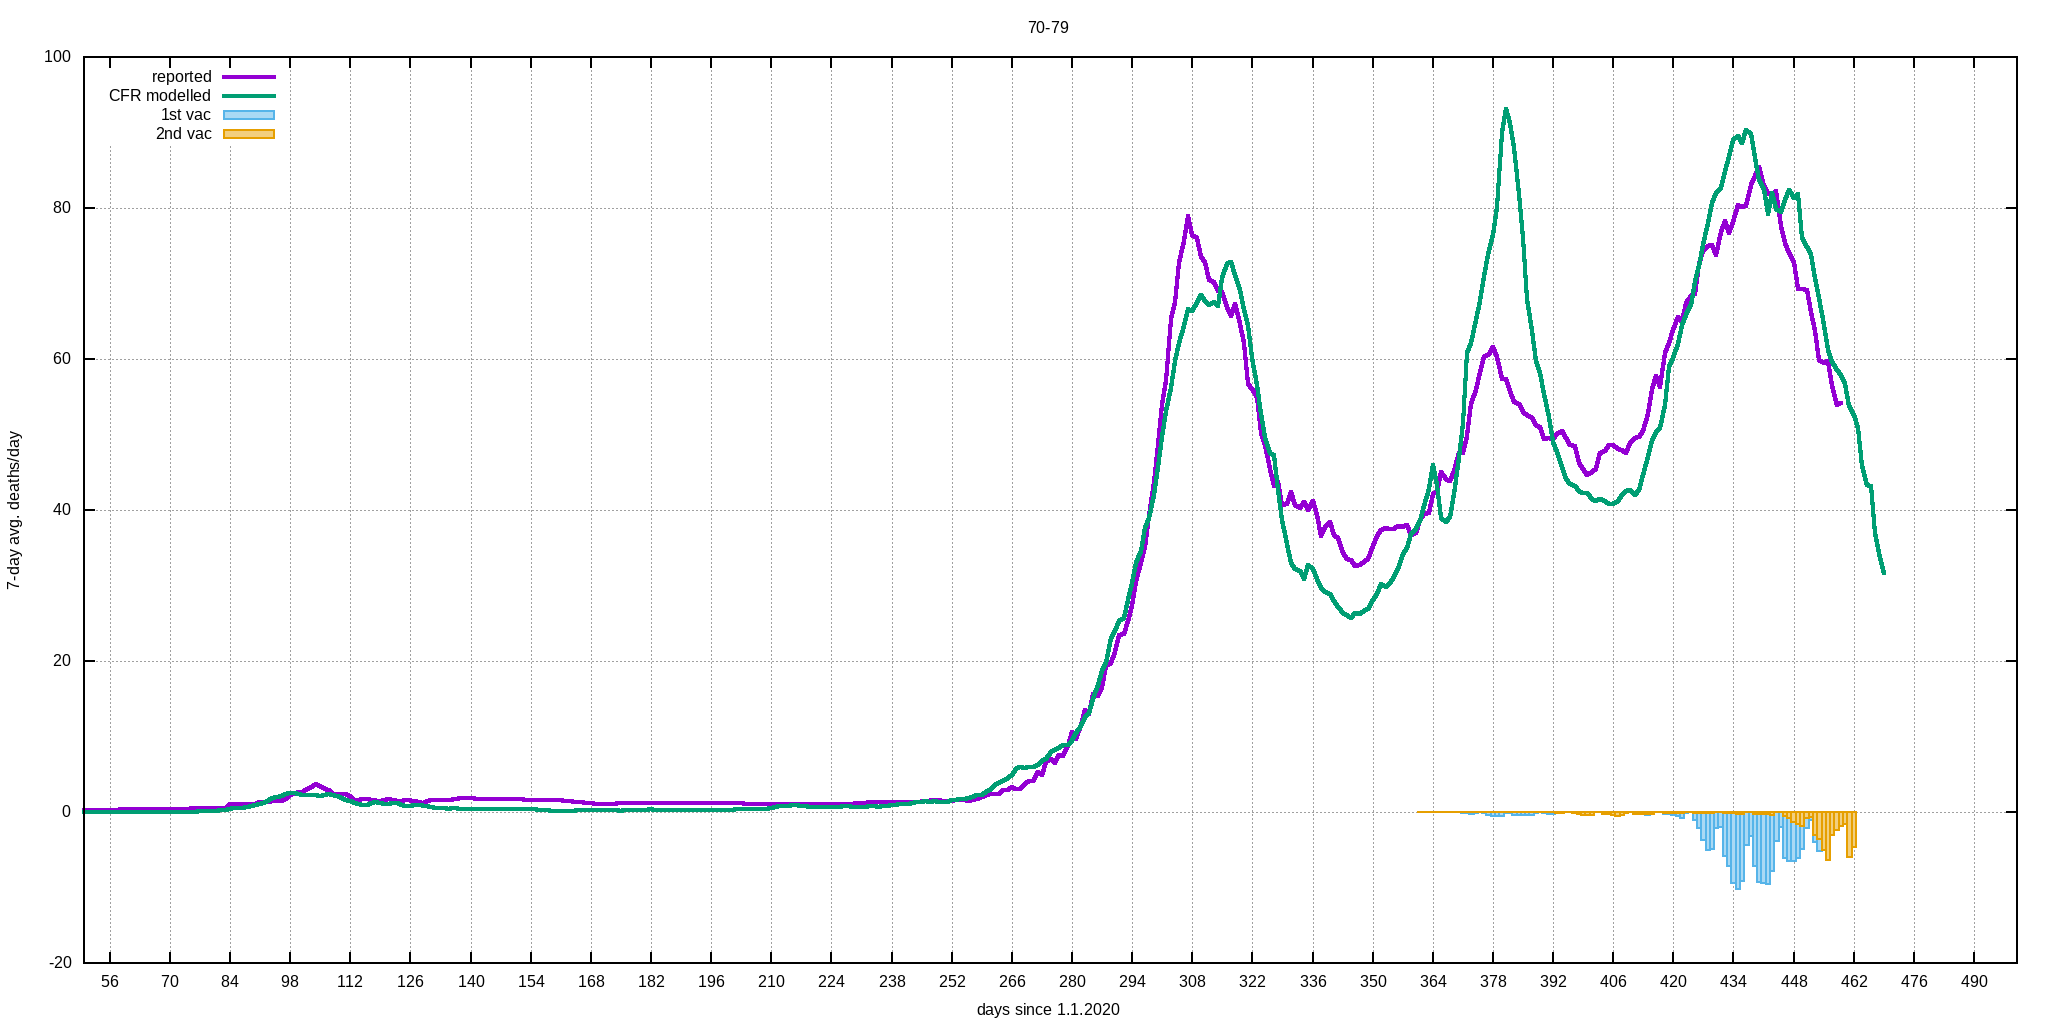 70-79
100
80
60
40
20
0
-20
7-day avg. deaths/day
reported
CFR modelled
1st vac
2nd vac
56 70 84 98 112 126 140 154 168 182 196 210 224 238 252 266 280 294 308 322 336 350 364 378 392 406 420 434 448 462 476 490
days since 1.1.2020